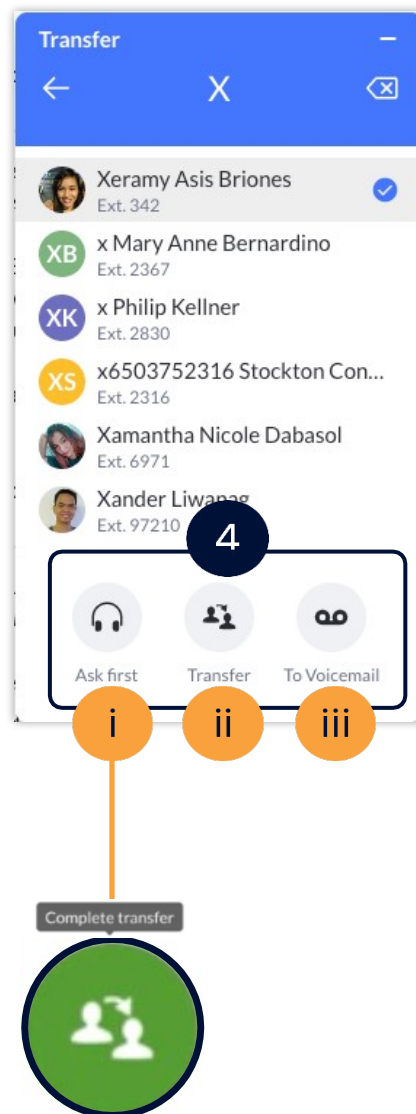 Transfer
X
Xeramy Asis Briones
Ext. 342
XB
x Mary Anne Bernardino
Ext. 2367
XK
x Philip Kellner
Ext. 2830
XS
x6503752316 Stockton Con...
Ext. 2316
Xamantha Nicole Dabasol
Ext. 6971
Xander Liwanag
Ext. 97210
4
Ask first
Transfer
To Voicemail
i
ii
iii
Complete transfer